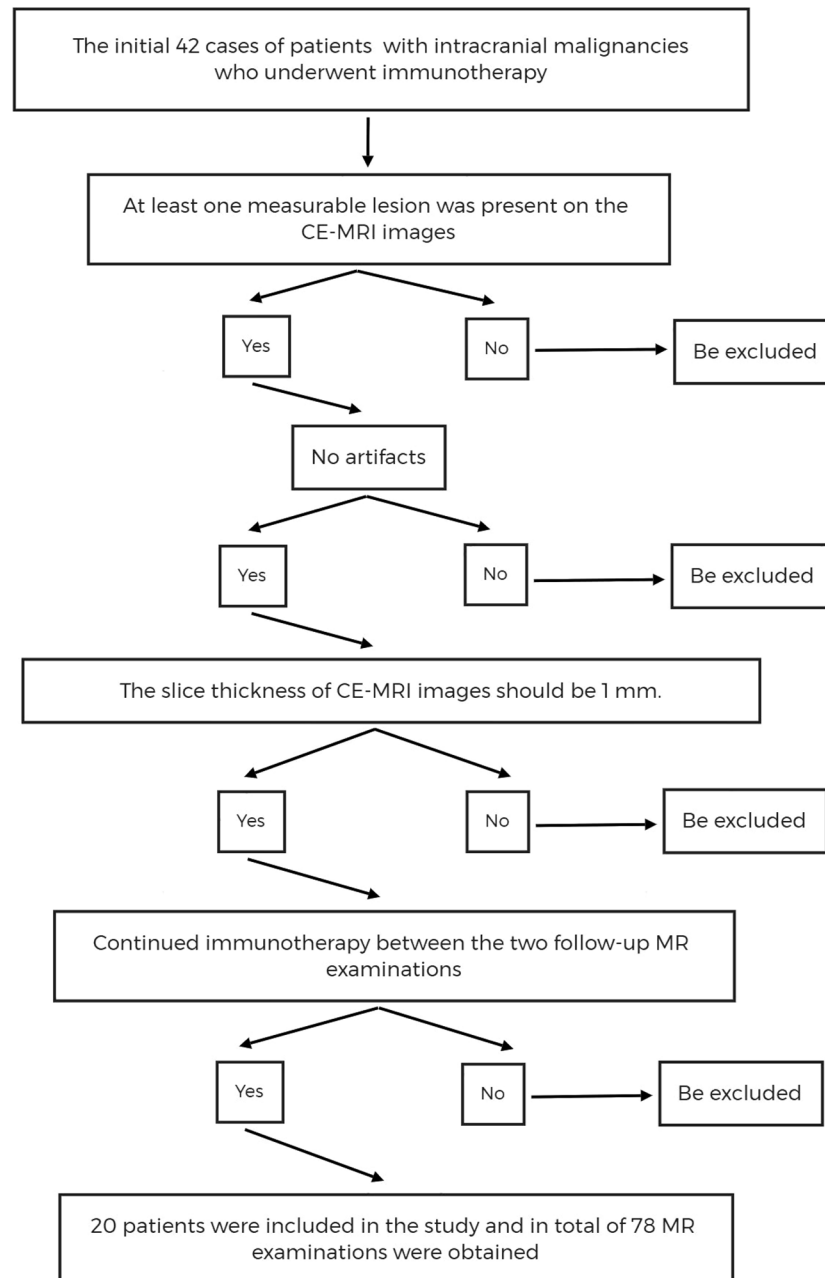 The initial 42 cases of patients with intracranial malignancies
who underwent immunotherapy
At least one measurable lesion was present on the
CE-MRI images
Yes
No
Be excluded
No artifacts
Yes
No
Be excluded
The slice thickness of CE-MRI images should be 1 mm.
Yes
No
Be excluded
Continued immunotherapy between the two follow-up MR
examinations
Yes
No
Be excluded
20 patients were included in the study and in total of 78 MR
examinations were obtained